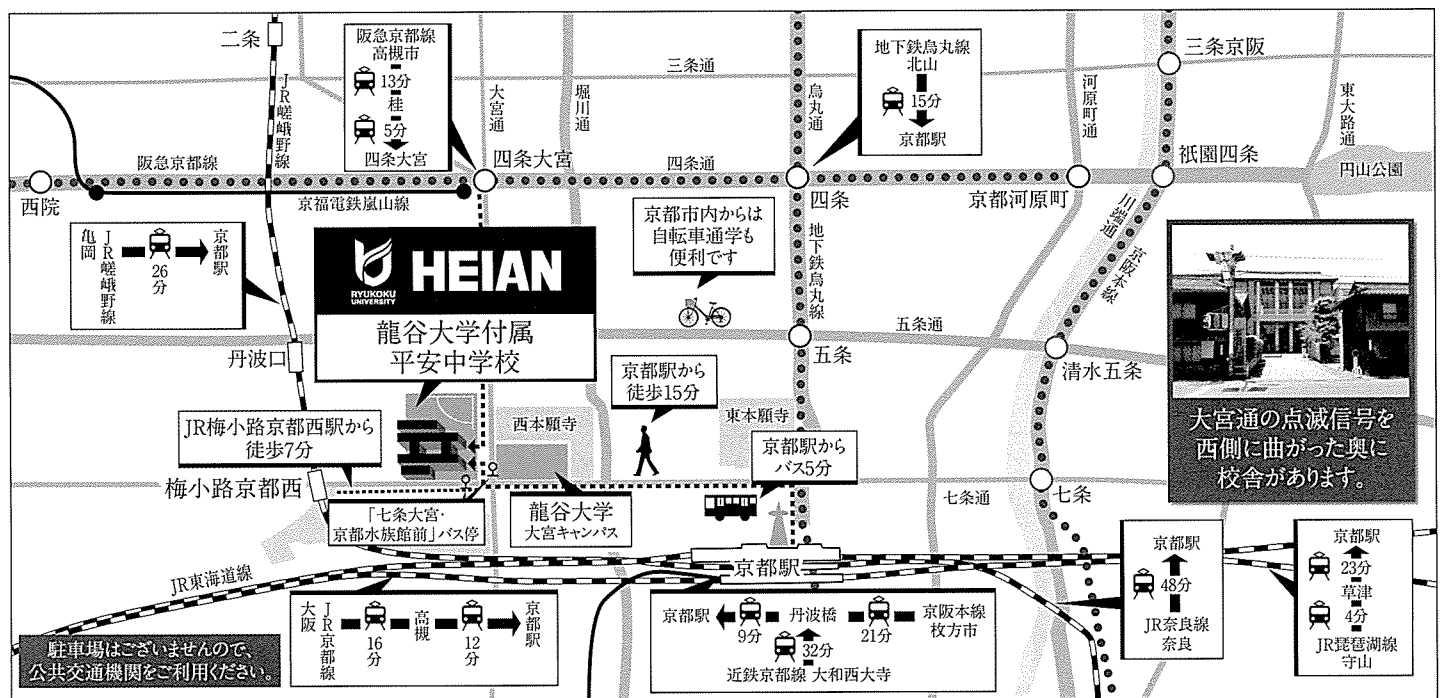 二条
JR嵯峨野線
阪急京都線
高槻市
13分
桂
5分
四条大宮
大宮通
堀川通
三条通
烏丸通
地下鉄烏丸線
北山
15分
京都駅
河原町通
三条京阪
東大路通
阪急京都線
四条大宮
四条通
祇園四条
円山公園
西院
京福電鉄嵐山線
四条
京都河原町
川端通
京阪本線
亀岡
JR嵯峨野線
26分
京都駅
RYUKOKU
UNIVERSITY
HEIAN
龍谷大学付属
平安中学校
京都市内からは
自転車通学も
便利です
地下鉄烏丸線
五条通
五条
清水五条
丹波口
京都駅から
徒歩15分
大宮通の点滅信号を
西側に曲がった奥に
校舎があります。
JR梅小路京都西駅から
徒歩7分
西本願寺
東本願寺
京都駅から
バス5分
梅小路京都西
七条通
七条
「七条大宮・
京都水族館前」バス停
龍谷大学
大宮キャンパス
京都駅
JR東海道線
大阪
JR京都線
16分
高槻
12分
京都駅
京都駅
9分
丹波橋
21分
京阪本線
枚方市
32分
近鉄京都線 大和西大寺
京都駅
48分
JR奈良線
奈良
京都駅
23分
草津
4分
JR琵琶湖線
守山
駐車場はございませんので、
公共交通機関をご利用ください。